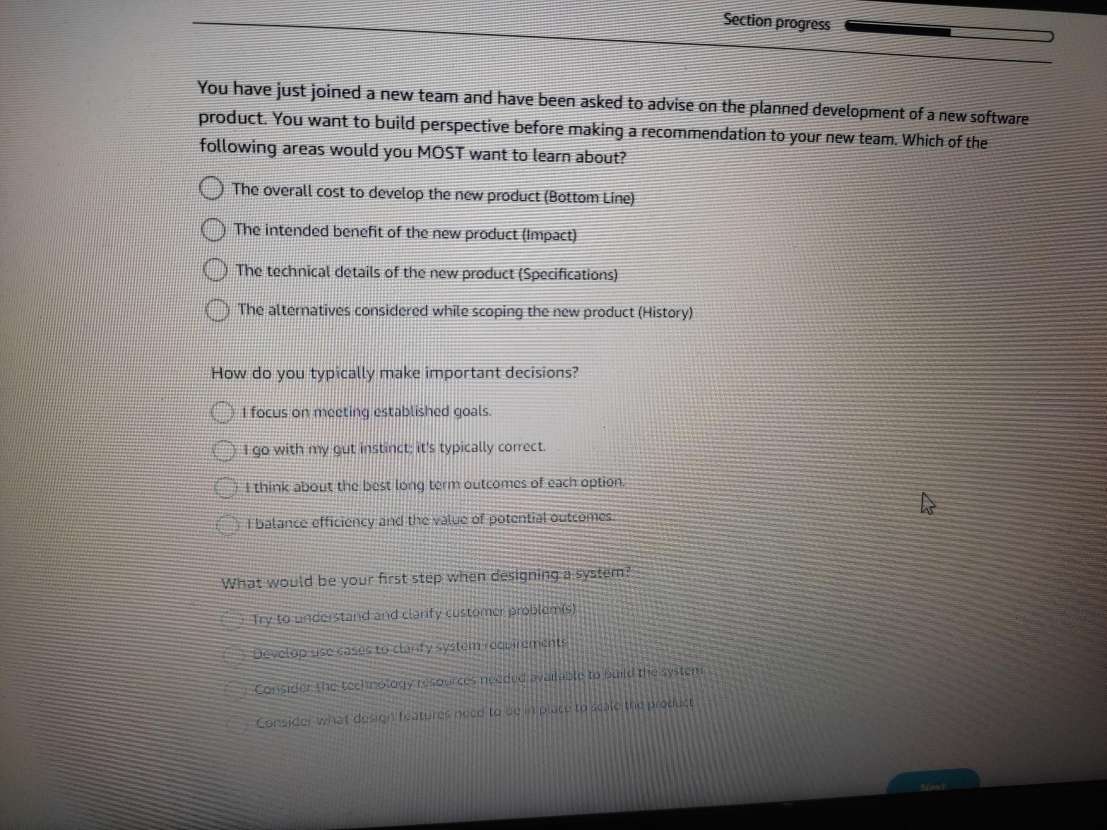 Section progress
You have just joined a new team and have been asked to advise on the planned development of a new software
product. You want to build perspective before making a recommendation to your new team. Which of the
following areas would you MOST want to learn about?
The overall cost to develop the new product (Bottom Line)
The intended benefit of the new product (Impact)
The technical details of the new product (Specifications)
The alternatives considered while scoping the new product (History)
How do you typically make important decisions?
I focus on meeting established goals.
I go with my gut instinct; it's typically correct.
I think about the best long term outcomes of each option.
I balance efficiency and the value of potential outcomes.
What would be your first step when designing a system?
Try to understand and clarify customer problem(s)
Develop use cases to clarify system requirements
Consider the technology resources needed available to build the system
Consider what design features need to be in place to scale the product
Next